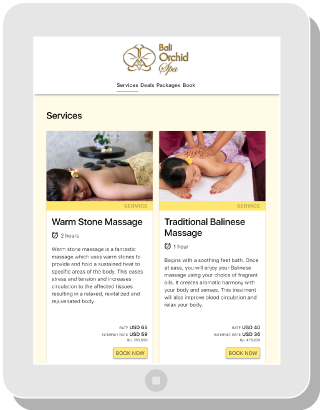 Bali
Orchid
Spa
Services Deals Packages Book
Services
SERVICE
Warm Stone Massage
2 hours
Warm stone massage is a fantastic
massage which uses warm stones to
provide and hold a sustained heat to
specific areas of the body. This eases
stress and tension and increases
circulation to the affected tissues
resulting in a relaxed, revitalized and
rejuvenated body.
RATE USD 65
INTERNET RATE USD 59
BOOK NOW
SERVICE
Traditional Balinese
Massage
1 hour
Begins with a soothing feet bath. Once
at ease, you will enjoy your Balinese
massage using your choice of fragrant
oils. It creates aromatic harmony with
your body and senses. This treatment
will also improve blood circulation and
relax your body.
RATE USD 40
INTERNET RATE USD 36
BOOK NOW